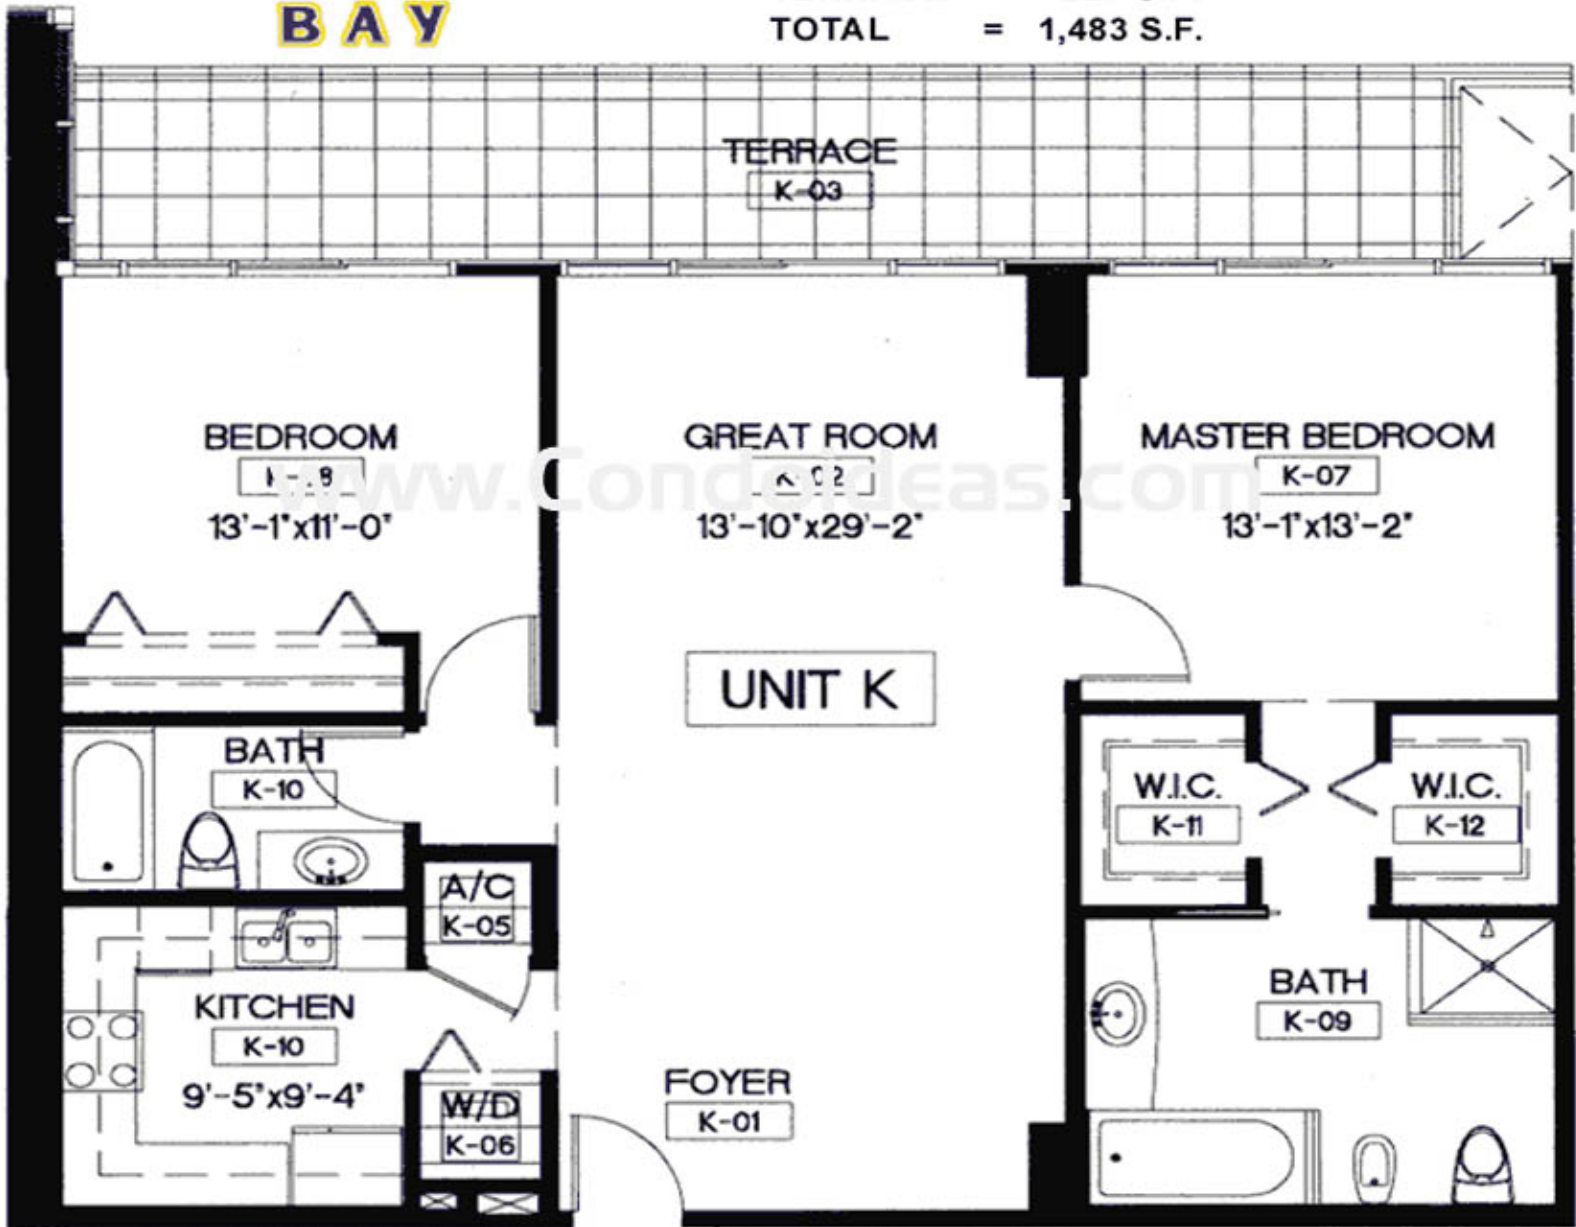 BAY
TOTAL = 1,483 S.F.
TERRACE
K-03
BEDROOM
GREAT ROOM
K-02
MASTER BEDROOM
K-07
www.CondoIdeas.com
13'-1"x11'-0"
13'-10"x29'-2"
13'-1"x13'-2"
UNIT K
BATH
K-10
W.I.C.
K-11
W.I.C.
K-12
A/C
K-05
KITCHEN
K-10
9'-5"x9'-4"
BATH
K-09
FOYER
K-01
W/D
K-06